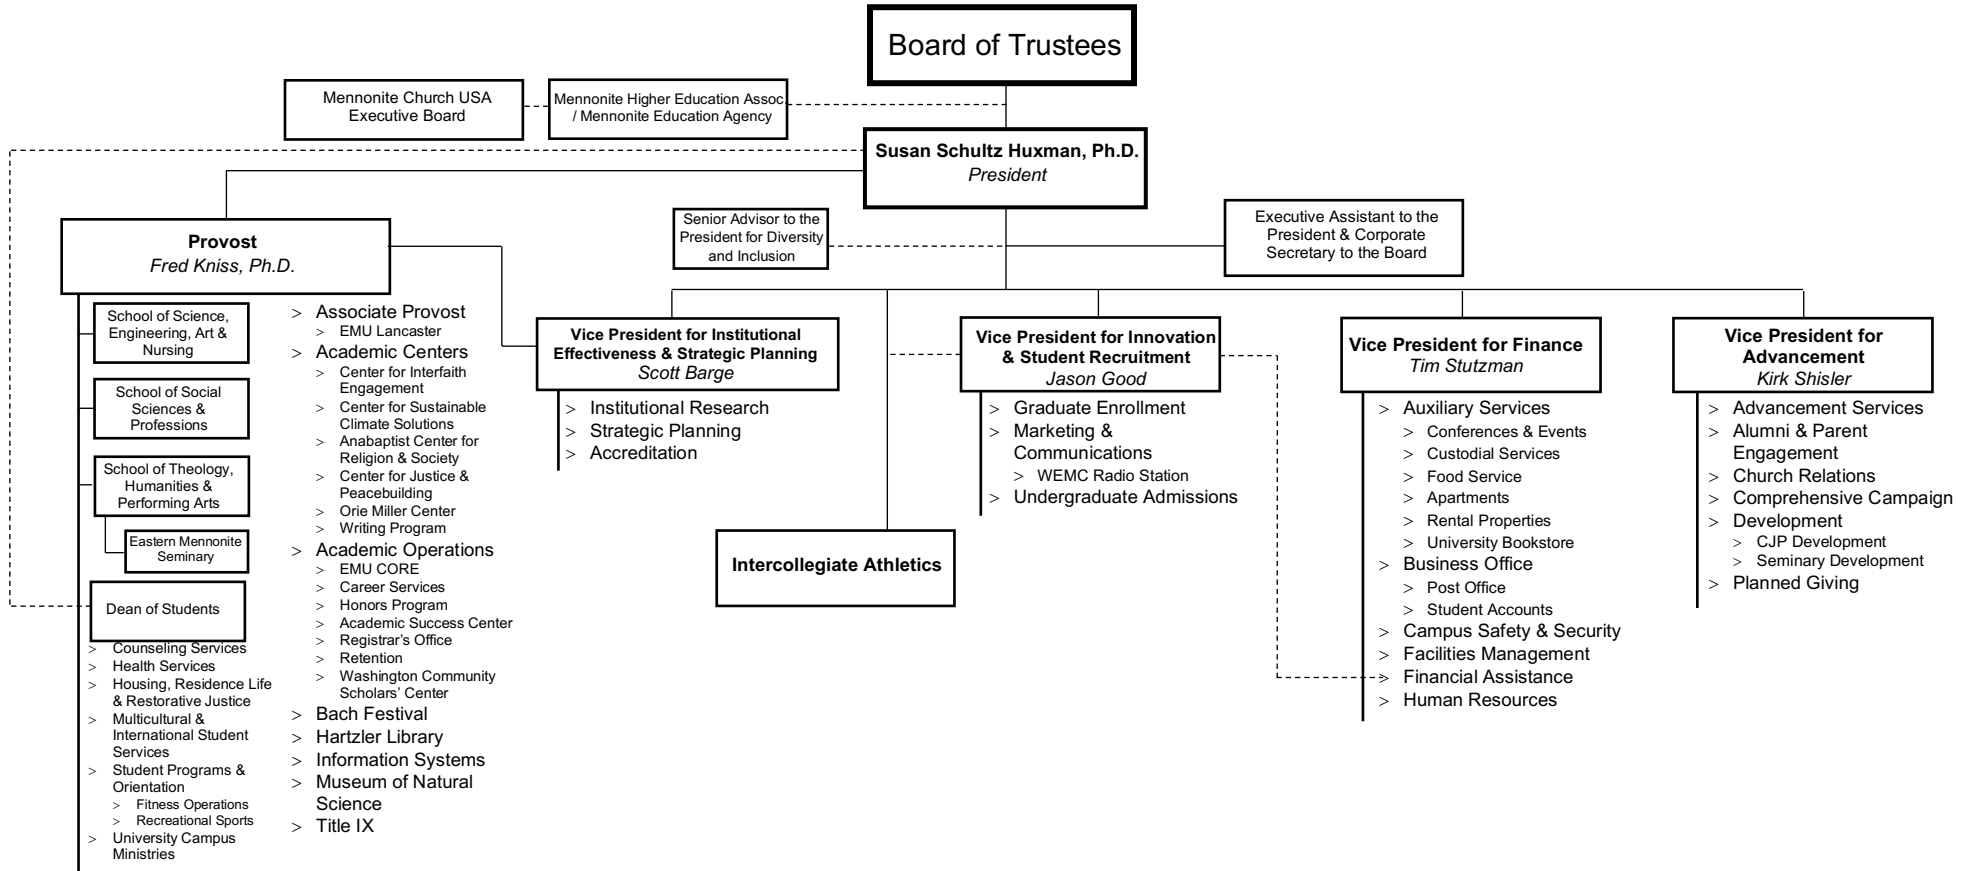 Board of Trustees
Mennonite Church USA
Executive Board
Mennonite Higher Education Assoc.
/ Mennonite Education Agency
Susan Schultz Huxman, Ph.D.
President
Senior Advisor to the
President for Diversity
and Inclusion
Executive Assistant to the
President & Corporate
Secretary to the Board
Provost
Fred Kniss, Ph.D.
School of Science,
Engineering, Art &
Nursing
School of Social
Sciences &
Professions
School of Theology,
Humanities &
Performing Arts
Eastern Mennonite
Seminary
Dean of Students
> Counseling Services
> Health Services
> Housing, Residence Life
& Restorative Justice
> Multicultural &
International Student
Services
> Student Programs &
Orientation
> Fitness Operations
> Recreational Sports
> University Campus
Ministries
> Associate Provost
> EMU Lancaster
> Academic Centers
> Center for Interfaith
Engagement
> Center for Sustainable
Climate Solutions
> Anabaptist Center for
Religion & Society
> Center for Justice &
Peacebuilding
> Orie Miller Center
> Writing Program
> Academic Operations
> EMU CORE
> Career Services
> Honors Program
> Academic Success Center
> Registrar's Office
> Retention
> Washington Community
Scholars' Center
> Bach Festival
> Hartzler Library
> Information Systems
> Museum of Natural
Science
> Title IX
Vice President for Institutional
Effectiveness & Strategic Planning
Scott Barge
> Institutional Research
> Strategic Planning
> Accreditation
Intercollegiate Athletics
Vice President for Innovation
& Student Recruitment
Jason Good
> Graduate Enrollment
> Marketing &
Communications
> WEMC Radio Station
> Undergraduate Admissions
Vice President for Finance
Tim Stutzman
> Auxiliary Services
> Conferences & Events
> Custodial Services
> Food Service
> Apartments
> Rental Properties
> University Bookstore
> Business Office
> Post Office
> Student Accounts
> Campus Safety & Security
> Facilities Management
> Financial Assistance
> Human Resources
Vice President for
Advancement
Kirk Shisler
> Advancement Services
> Alumni & Parent
Engagement
> Church Relations
> Comprehensive Campaign
> Development
> CJP Development
> Seminary Development
> Planned Giving